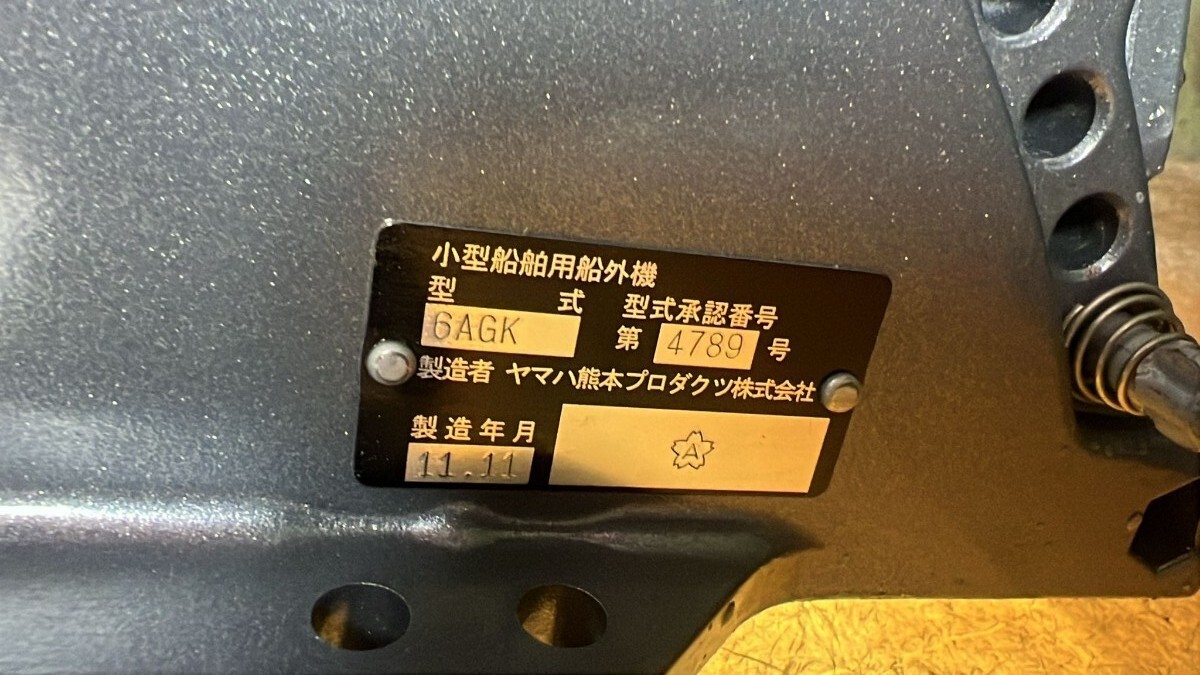 小型船舶用船外機
型 式 型式承認番号
6AGK 第 4789 号
製造者 ヤマハ熊本プロダクツ株式会社
製造年月
11.11
A